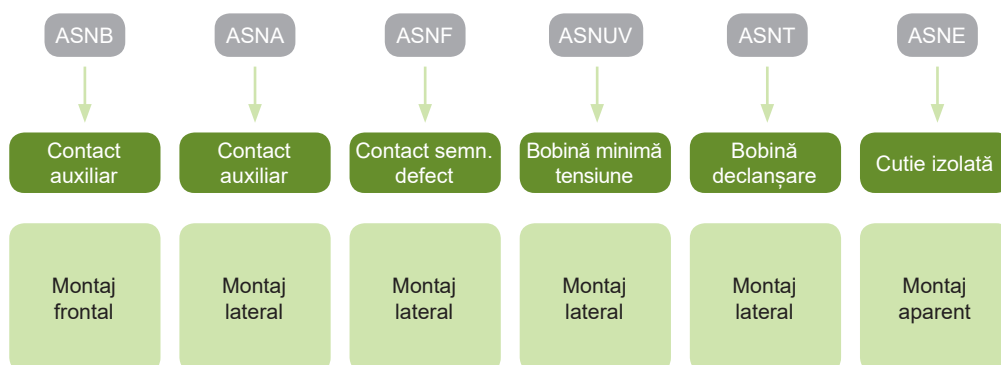 ASNB
ASNA
ASNF
ASNUV
ASNT
ASNE
Contact
auxiliar
Contact
auxiliar
Contact semn.
defect
Bobină minimă
tensiune
Bobină
declanșare
Cutie izolată
Montaj
frontal
Montaj
lateral
Montaj
lateral
Montaj
lateral
Montaj
lateral
Montaj
aparent